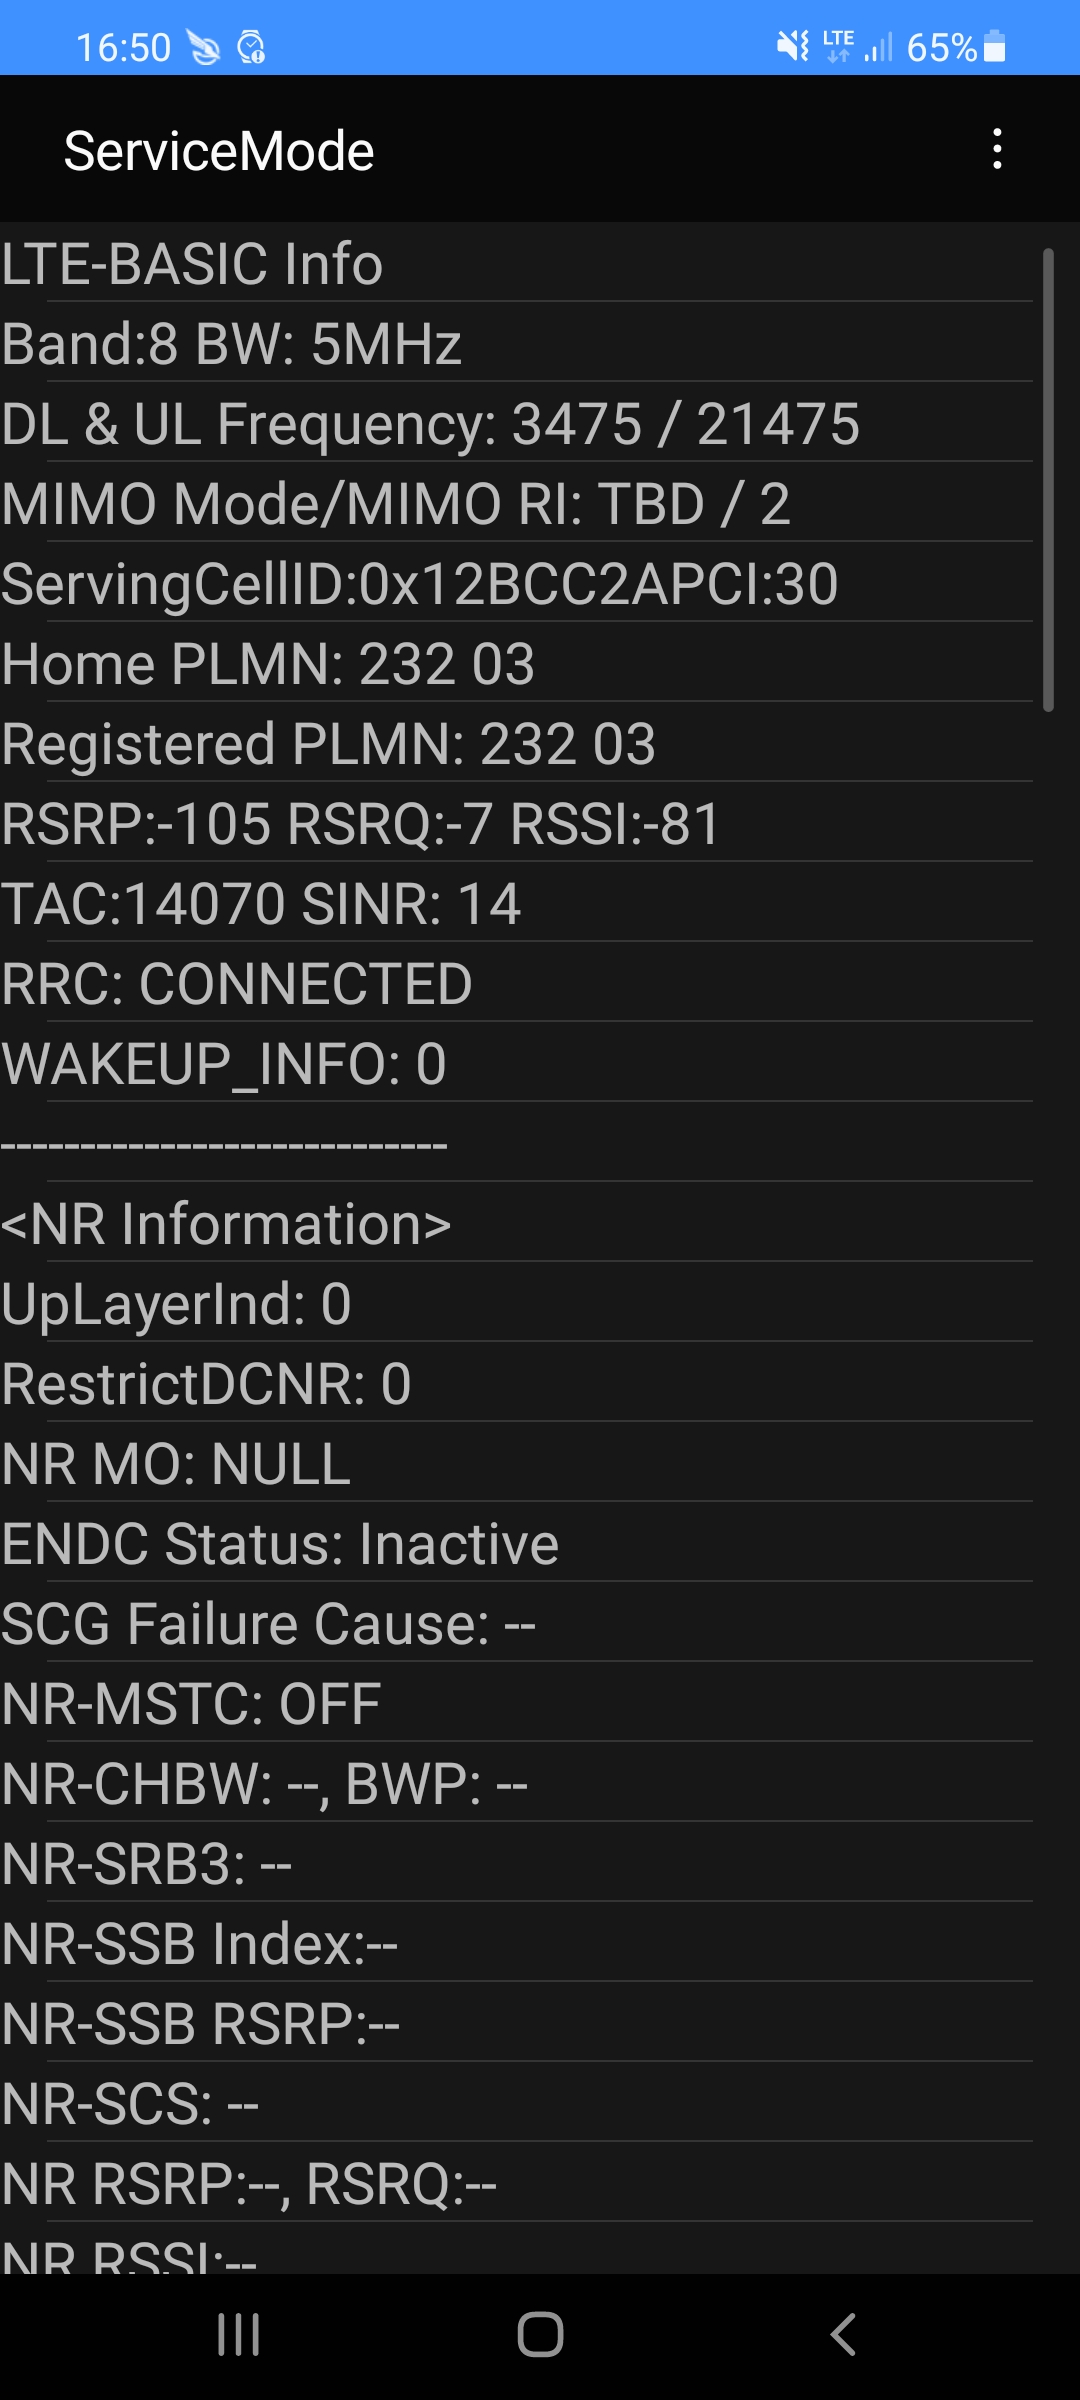 16:50 LTE 65%
ServiceMode
LTE-BASIC Info
Band:8 BW: 5MHz
DL & UL Frequency: 3475 / 21475
MIMO Mode/MIMO RI: TBD / 2
ServingCellID:0x12BCC2APCI:30
Home PLMN: 232 03
Registered PLMN: 232 03
RSRP:-105 RSRQ:-7 RSSI:-81
TAC:14070 SINR: 14
RRC: CONNECTED
WAKEUP_INFO: 0
----------------------------
<NR Information>
UpLayerInd: 0
RestrictDCNR: 0
NR MO: NULL
ENDC Status: Inactive
SCG Failure Cause: --
NR-MSTC: OFF
NR-CHBW: --, BWP: --
NR-SRB3: --
NR-SSB Index:--
NR-SSB RSRP:--
NR-SCS: --
NR RSRP:--, RSRQ:--
NR RSSI:--